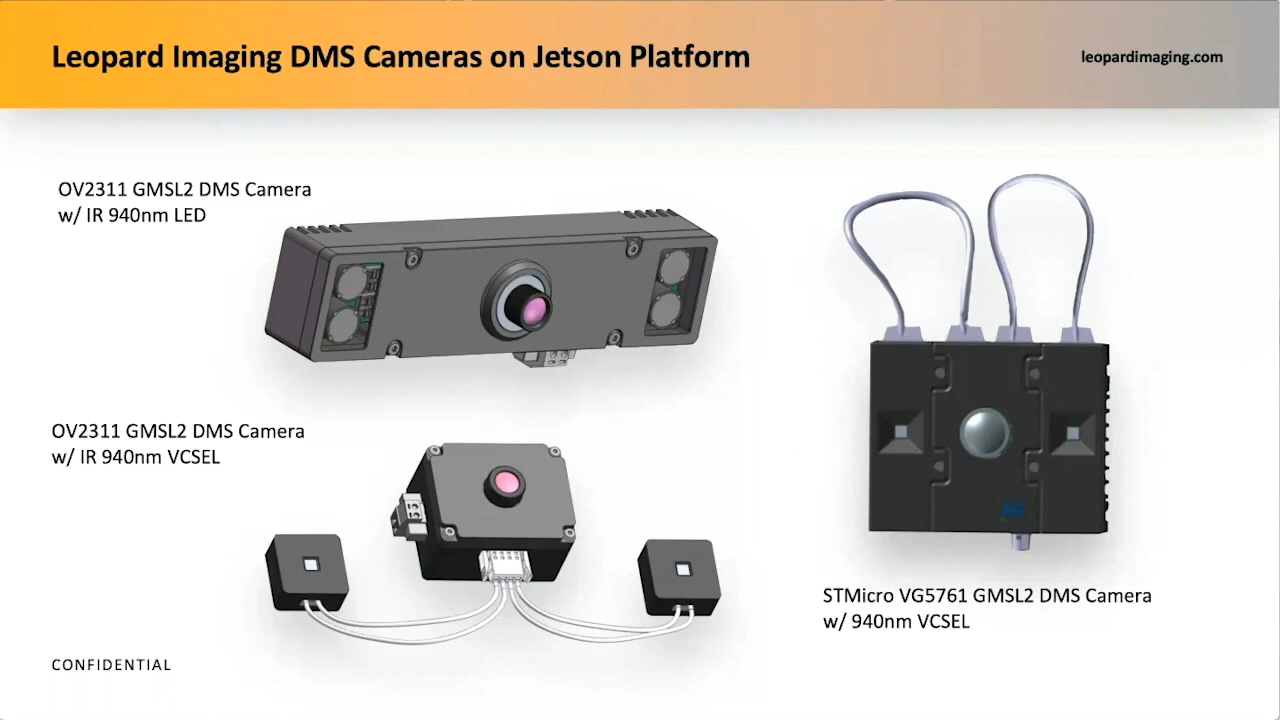 Leopard Imaging DMS Cameras on Jetson Platform
leopardimaging.com
OV2311 GMSL2 DMS Camera
w/ IR 940nm LED
OV2311 GMSL2 DMS Camera
w/ IR 940nm VCSEL
STMicro VG5761 GMSL2 DMS Camera
w/ 940nm VCSEL
CONFIDENTIAL